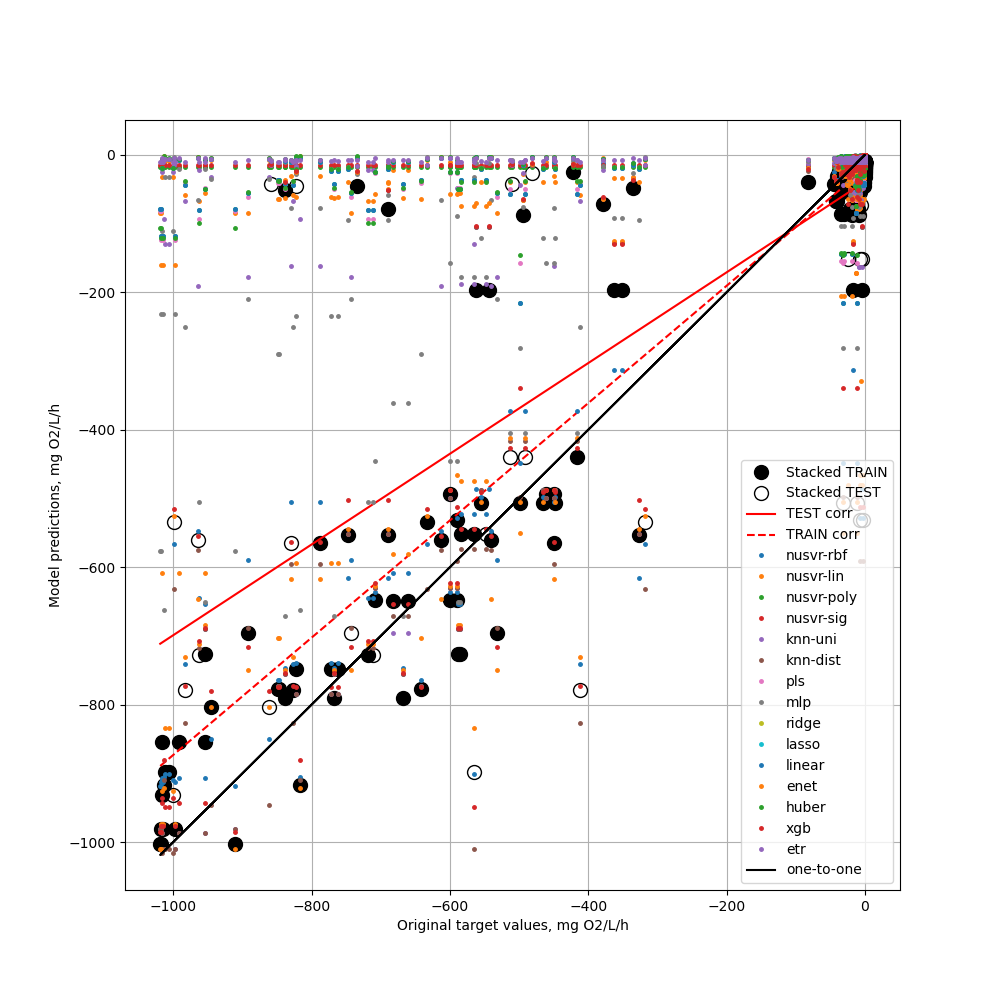 Model predictions, mg O2/L/h
0
−200
−400
−600
−800
−1000
Stacked TRAIN
Stacked TEST
TEST corr
TRAIN corr
nusvr-rbf
nusvr-lin
nusvr-poly
nusvr-sig
knn-uni
knn-dist
pls
mlp
ridge
lasso
linear
enet
huber
xgb
etr
one-to-one
−1000
−800
−600
−400
−200
0
Original target values, mg O2/L/h